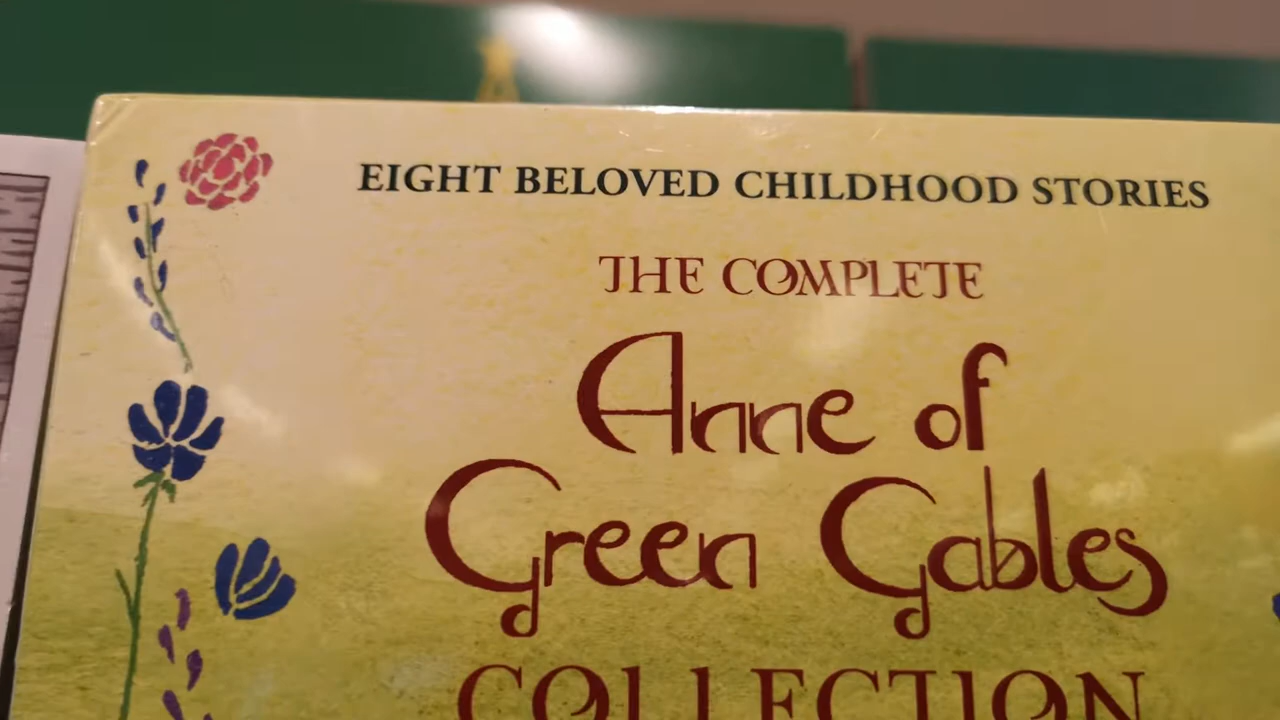 EIGHT BELOVED CHILDHOOD STORIES
THE COMPLETE
Anne of
Green Gables
COLLECTION